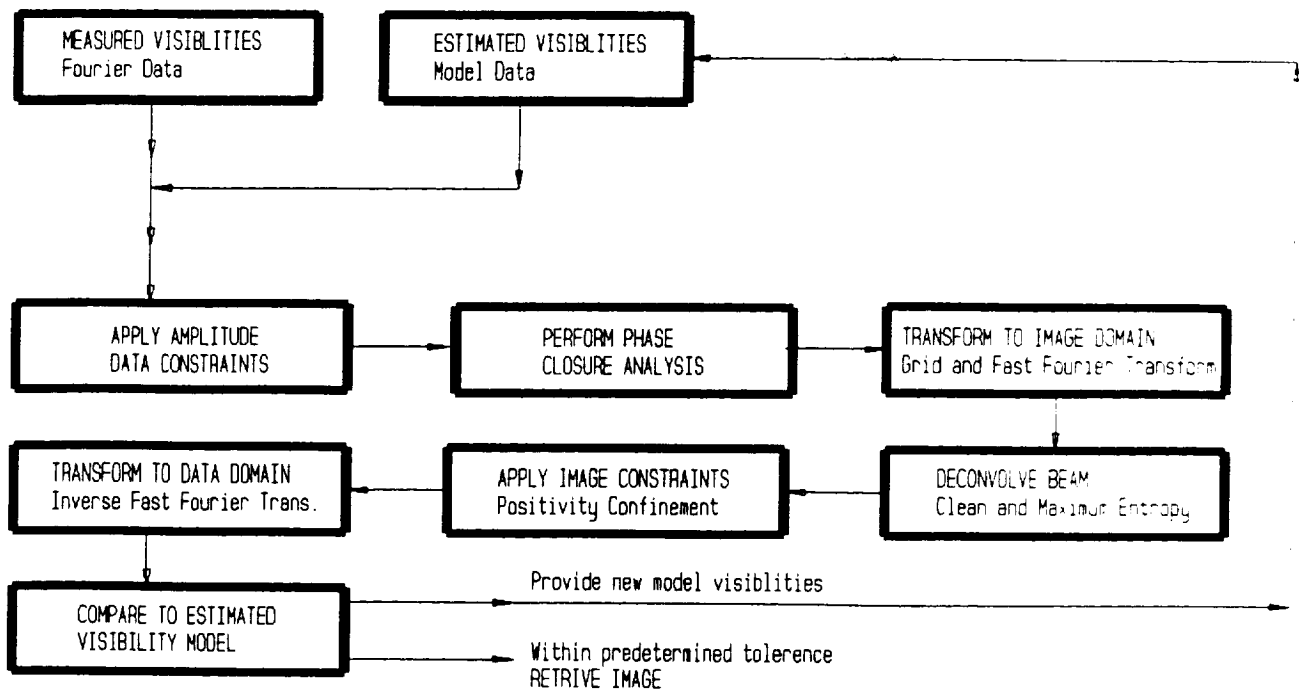 MEASURED VISIBLITIES
Fourier Data
ESTIMATED VISIBLITIES
Model Data
APPLY AMPLITUDE
DATA CONSTRAINTS
PERFORM PHASE
CLOSURE ANALYSIS
TRANSFORM TO IMAGE DOMAIN
Grid and Fast Fourier Transform
TRANSFORM TO DATA DOMAIN
Inverse Fast Fourier Trans.
APPLY IMAGE CONSTRAINTS
Positivity Confinement
DECONVOLVE BEAM
Clean and Maximum Entropy
COMPARE TO ESTIMATED
VISIBILITY MODEL
Provide new model visiblities
Within predetermined tolerence
RETRIVE IMAGE